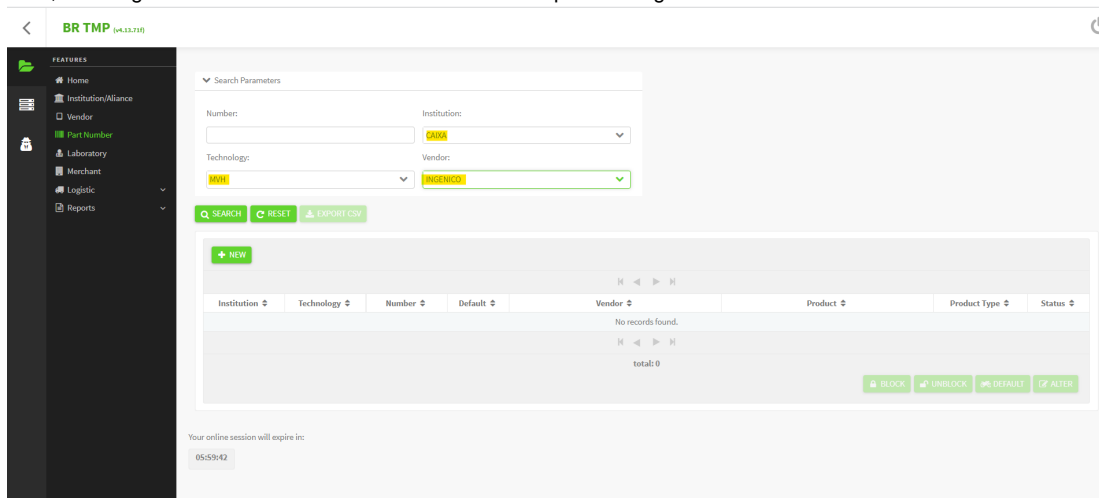 BR TMP (v4.13.71f)
FEATURES
Home
Institution/Aliance
Vendor
Part Number
Laboratory
Merchant
Logistic
Reports
Search Parameters
Number: Institution:
CAIXA
Technology: Vendor:
MVH INGENICO
SEARCH RESET EXPORT CSV
NEW
Institution Technology Number Default Vendor Product Product Type Status
No records found.
total: 0
BLOCK UNBLOCK DEFAULT ALTER
Your online session will expire in:
05:59:42